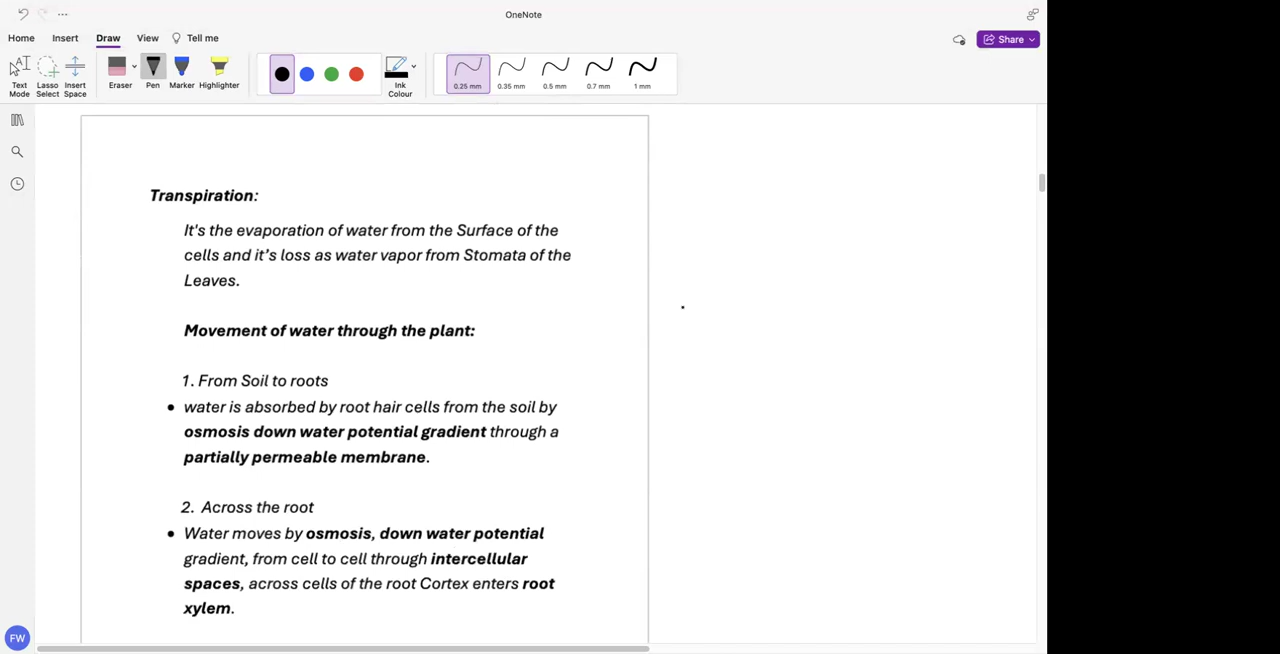 OneNote
Home Insert Draw View Tell me
Share
Text Mode
Lasso Select
Insert Space
Eraser
Pen
Marker
Highlighter
Ink Colour
0.25 mm
0.35 mm
0.5 mm
0.7 mm
1 mm
Transpiration:
It's the evaporation of water from the Surface of the
cells and it's loss as water vapor from Stomata of the
Leaves.
Movement of water through the plant:
1. From Soil to roots
• water is absorbed by root hair cells from the soil by
osmosis down water potential gradient through a
partially permeable membrane.
2. Across the root
• Water moves by osmosis, down water potential
gradient, from cell to cell through intercellular
spaces, across cells of the root Cortex enters root
xylem.
FW